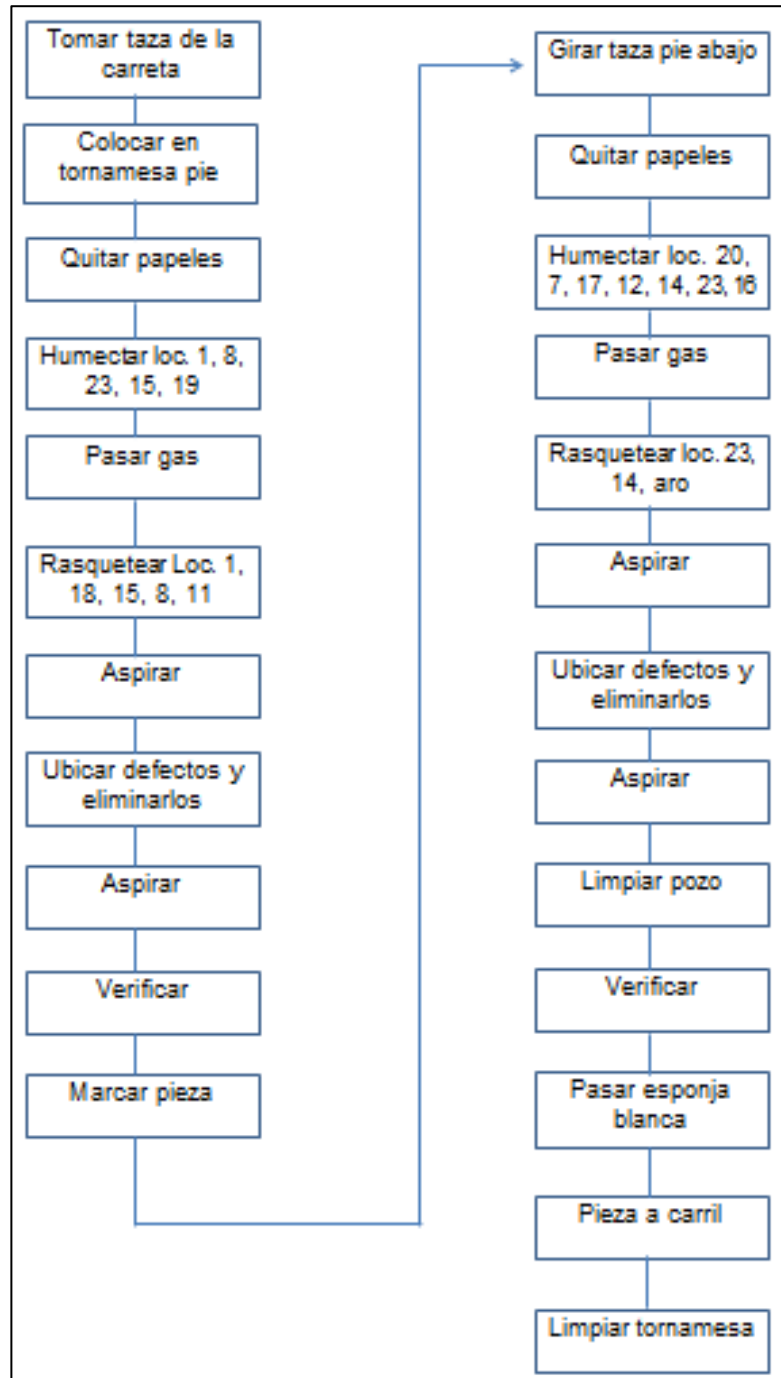 Tomar taza de la
carreta
Colocar en
tornamesa pie
Quitar papeles
Humectar loc. 1, 8,
23, 15, 19
Pasar gas
Rasquetear Loc. 1,
18, 15, 8, 11
Aspirar
Ubicar defectos y
eliminarlos
Aspirar
Verificar
Marcar pieza
Girar taza pie abajo
Quitar papeles
Humectar loc. 20,
7, 17, 12, 14, 23, 16
Pasar gas
Rasquetear loc. 23,
14, aro
Aspirar
Ubicar defectos y
eliminarlos
Aspirar
Limpiar pozo
Verificar
Pasar esponja
blanca
Pieza a carril
Limpiar tornamesa